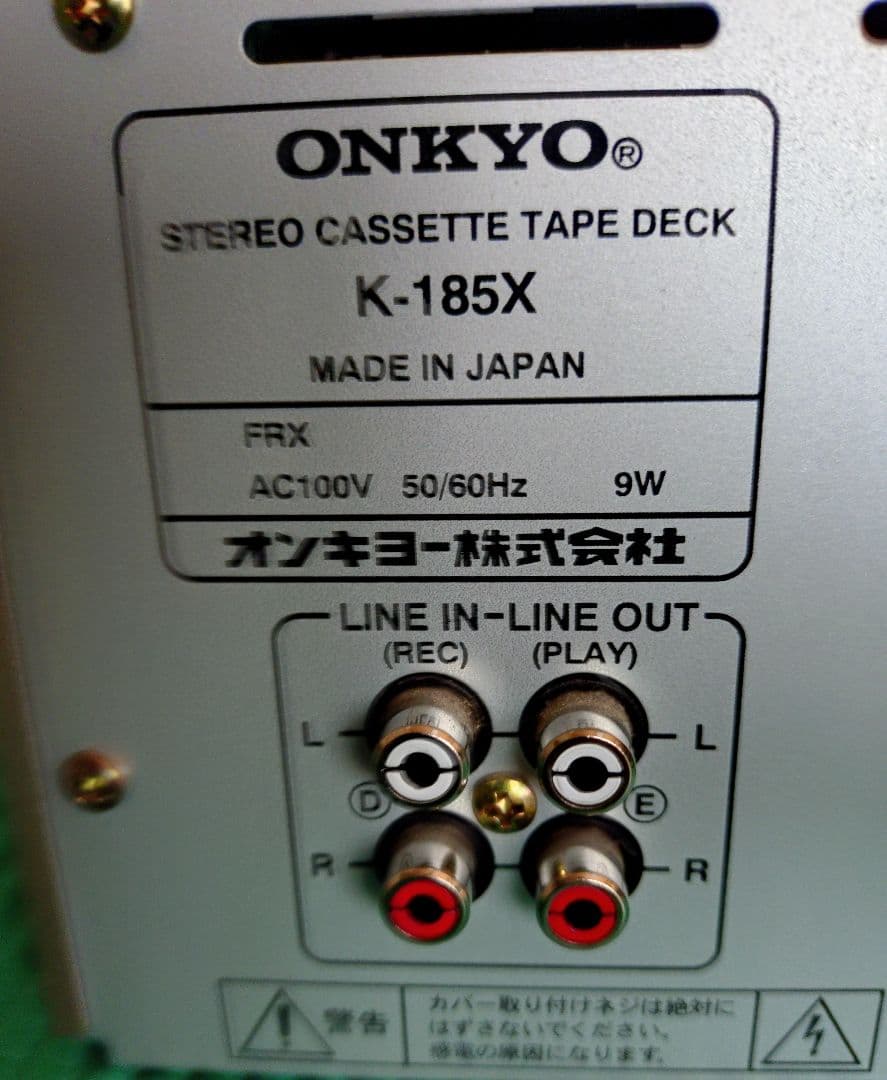 ONKYO®
STEREO CASSETTE TAPE DECK
K-185X
MADE IN JAPAN
FRX
AC100V 50/60Hz 9W
オンキヨー株式会社
LINE IN-LINE OUT
(REC) (PLAY)
L L
D E
R R
警告
カバー取り付けネジは絶対に
はずさないでください。
感電の原因になります。